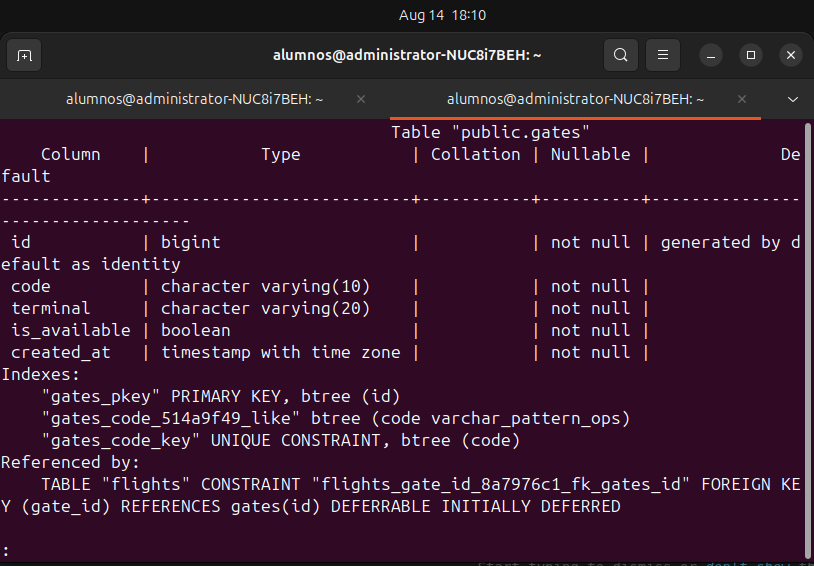 Aug 14  18:10
alumnos@administrator-NUC8i7BEH: ~
alumnos@administrator-NUC8i7BEH: ~ × alumnos@administrator-NUC8i7BEH: ~ ×
                                       Table "public.gates"
    Column    |           Type           | Collation | Nullable |             De
fault
--------------+--------------------------+-----------+----------+---------------
-------------------
 id           | bigint                   |           | not null | generated by d
efault as identity
 code         | character varying(10)    |           | not null |
 terminal     | character varying(20)    |           | not null |
 is_available | boolean                  |           | not null |
 created_at   | timestamp with time zone |           | not null |
Indexes:
    "gates_pkey" PRIMARY KEY, btree (id)
    "gates_code_514a9f49_like" btree (code varchar_pattern_ops)
    "gates_code_key" UNIQUE CONSTRAINT, btree (code)
Referenced by:
    TABLE "flights" CONSTRAINT "flights_gate_id_8a7976c1_fk_gates_id" FOREIGN KE
Y (gate_id) REFERENCES gates(id) DEFERRABLE INITIALLY DEFERRED
:
Start typing to dismiss or don't show th